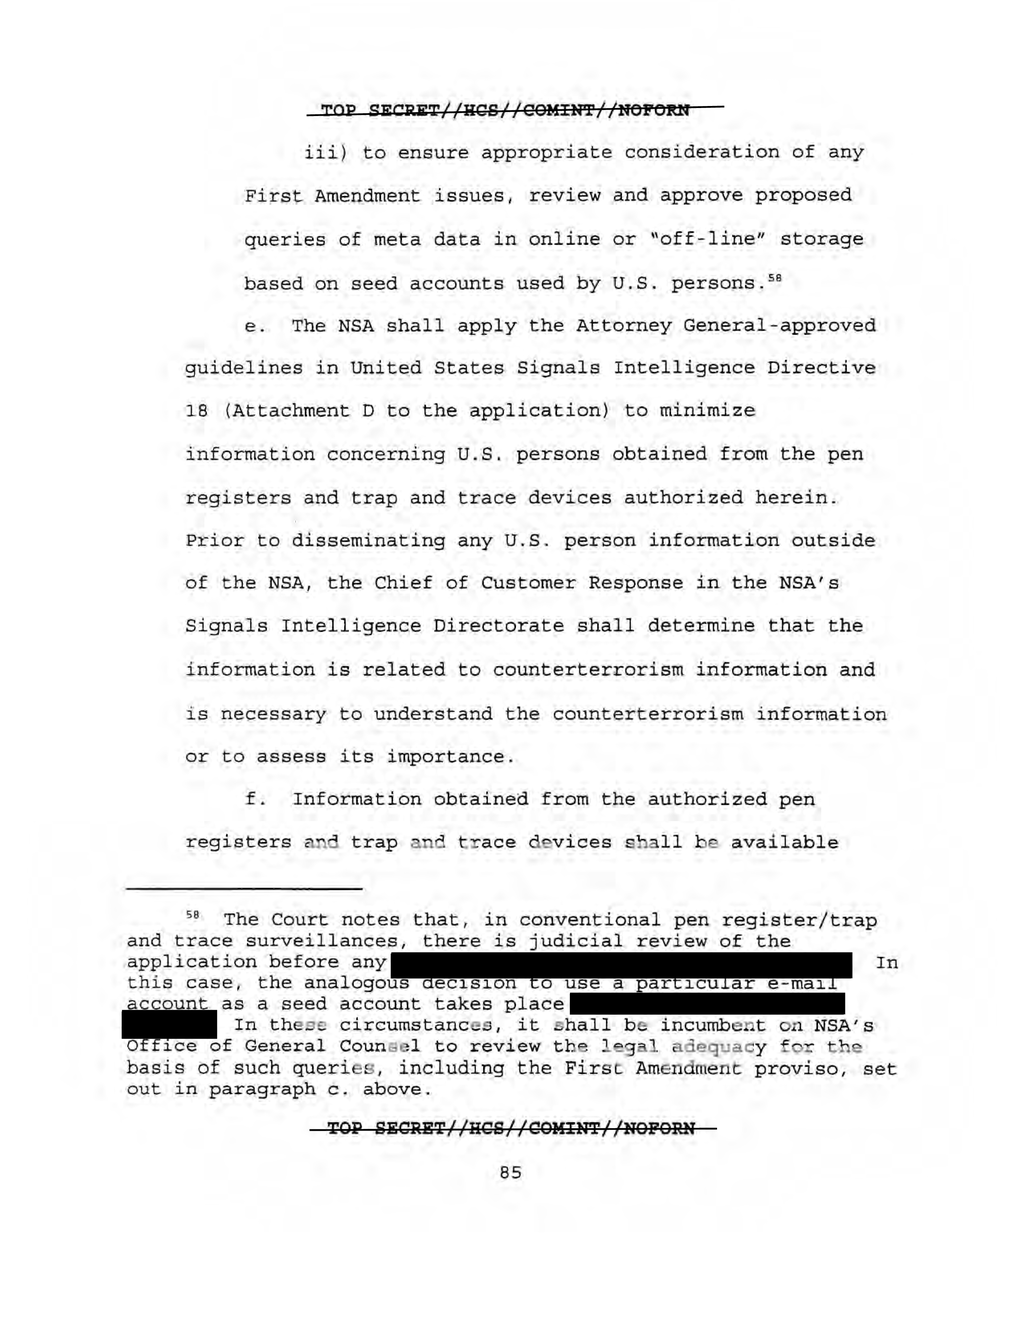 TOP SECRET//HCS//COMINT//NOFORN
iii) to ensure appropriate consideration of any
First Amendment issues, review and approve proposed
queries of meta data in online or "off-line" storage
based on seed accounts used by U.S. persons.58
e. The NSA shall apply the Attorney General-approved
guidelines in United States Signals Intelligence Directive
18 (Attachment D to the application) to minimize
information concerning U.S. persons obtained from the pen
registers and trap and trace devices authorized herein.
Prior to disseminating any U.S. person information outside
of the NSA, the Chief of Customer Response in the NSA's
Signals Intelligence Directorate shall determine that the
information is related to counterterrorism information and
is necessary to understand the counterterrorism information
or to assess its importance.
f. Information obtained from the authorized pen
registers and trap and trace devices shall be available
58 The Court notes that, in conventional pen register/trap
and trace surveillances, there is judicial review of the
application before any In
this case, the analogous decision to use a particular e-mail
account as a seed account takes place
In these circumstances, it shall be incumbent on NSA's
Office of General Counsel to review the legal adequacy for the
basis of such queries, including the First Amendment proviso, set
out in paragraph c. above.
TOP SECRET//HCS//COMINT//NOFORN
85